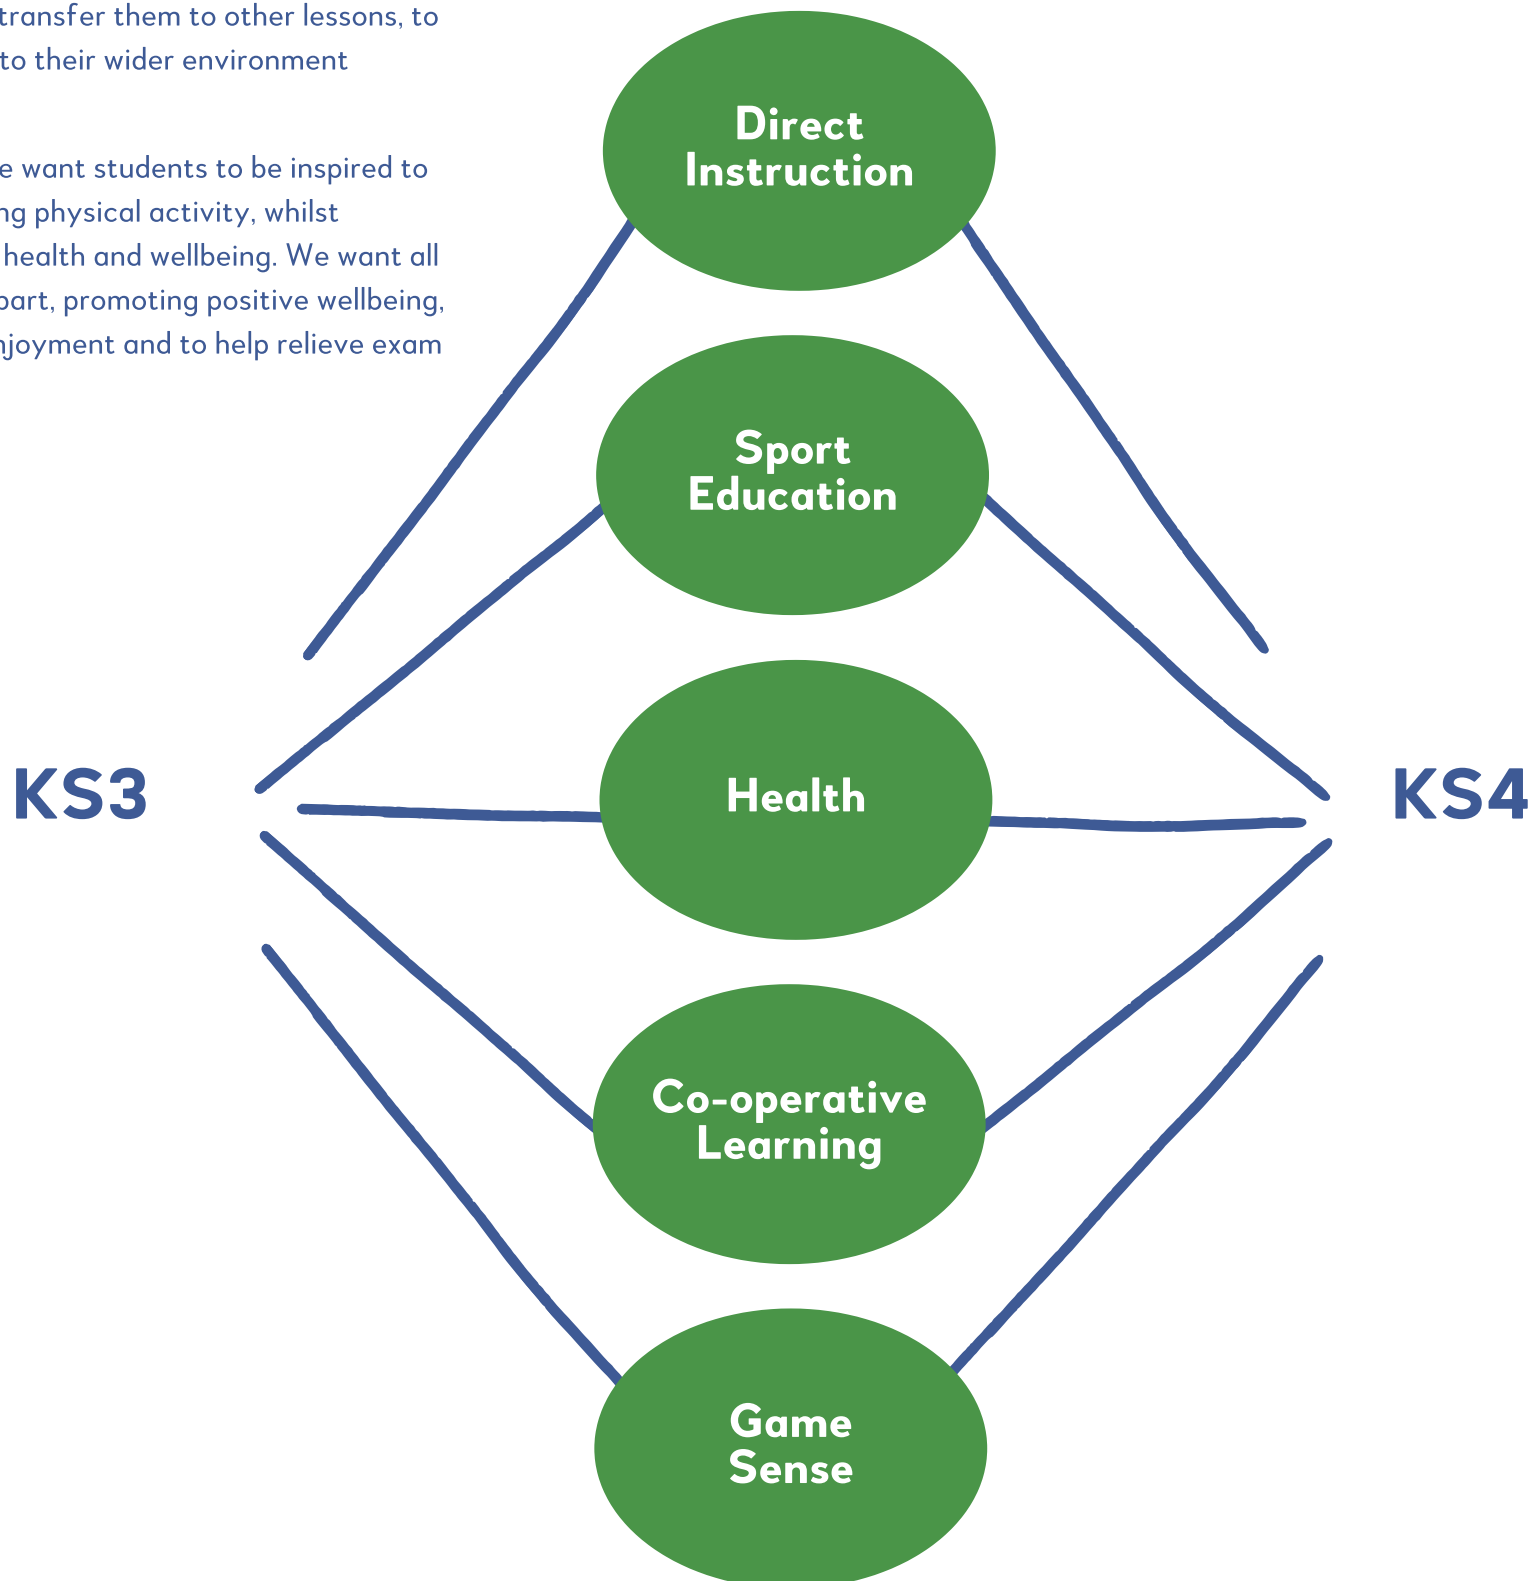 transfer them to other lessons, to
to their wider environment
e want students to be inspired to
ng physical activity, whilst
health and wellbeing. We want all
part, promoting positive wellbeing,
njoyment and to help relieve exam
Direct
Instruction
Sport
Education
KS3
Health
KS4
Co-operative
Learning
Game
Sense